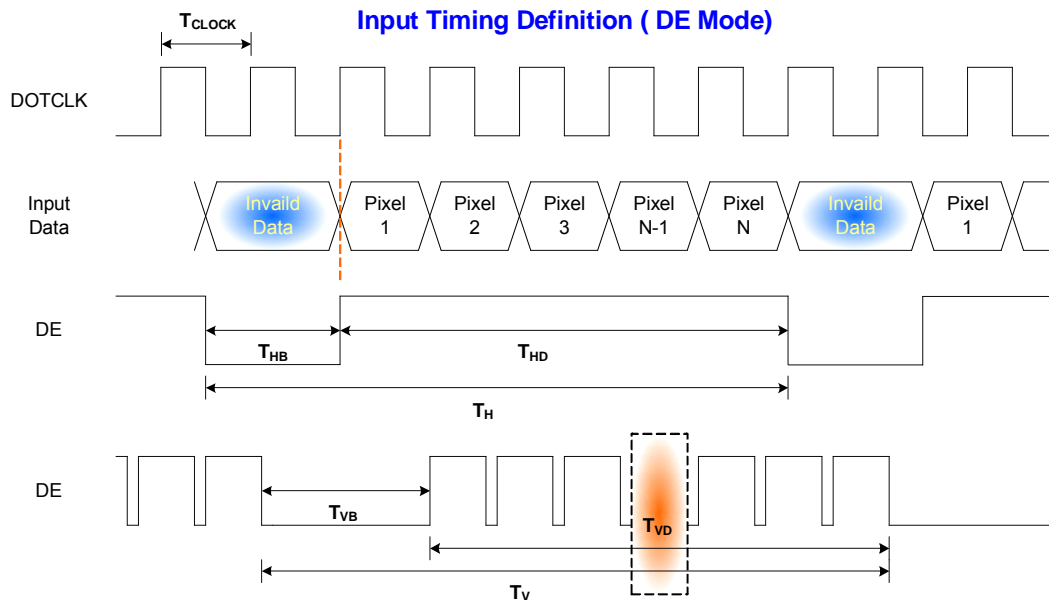 Input Timing Definition ( DE Mode)
TCLOCK
DOTCLK
Input
Data
Invaild
Data
Pixel
1
Pixel
2
Pixel
3
Pixel
N-1
Pixel
N
Invaild
Data
Pixel
1
DE
THB
THD
TH
DE
TVB
TVD
TV